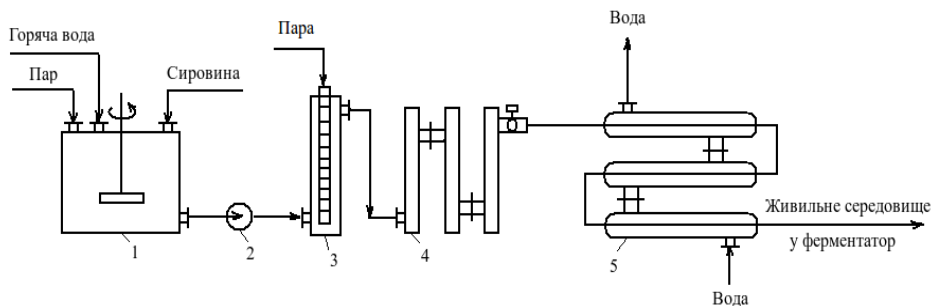 Горяча вода
Пар
Сировина
Пара
Вода
1
2
3
4
5
Живильне середовище
у ферментатор
Вода